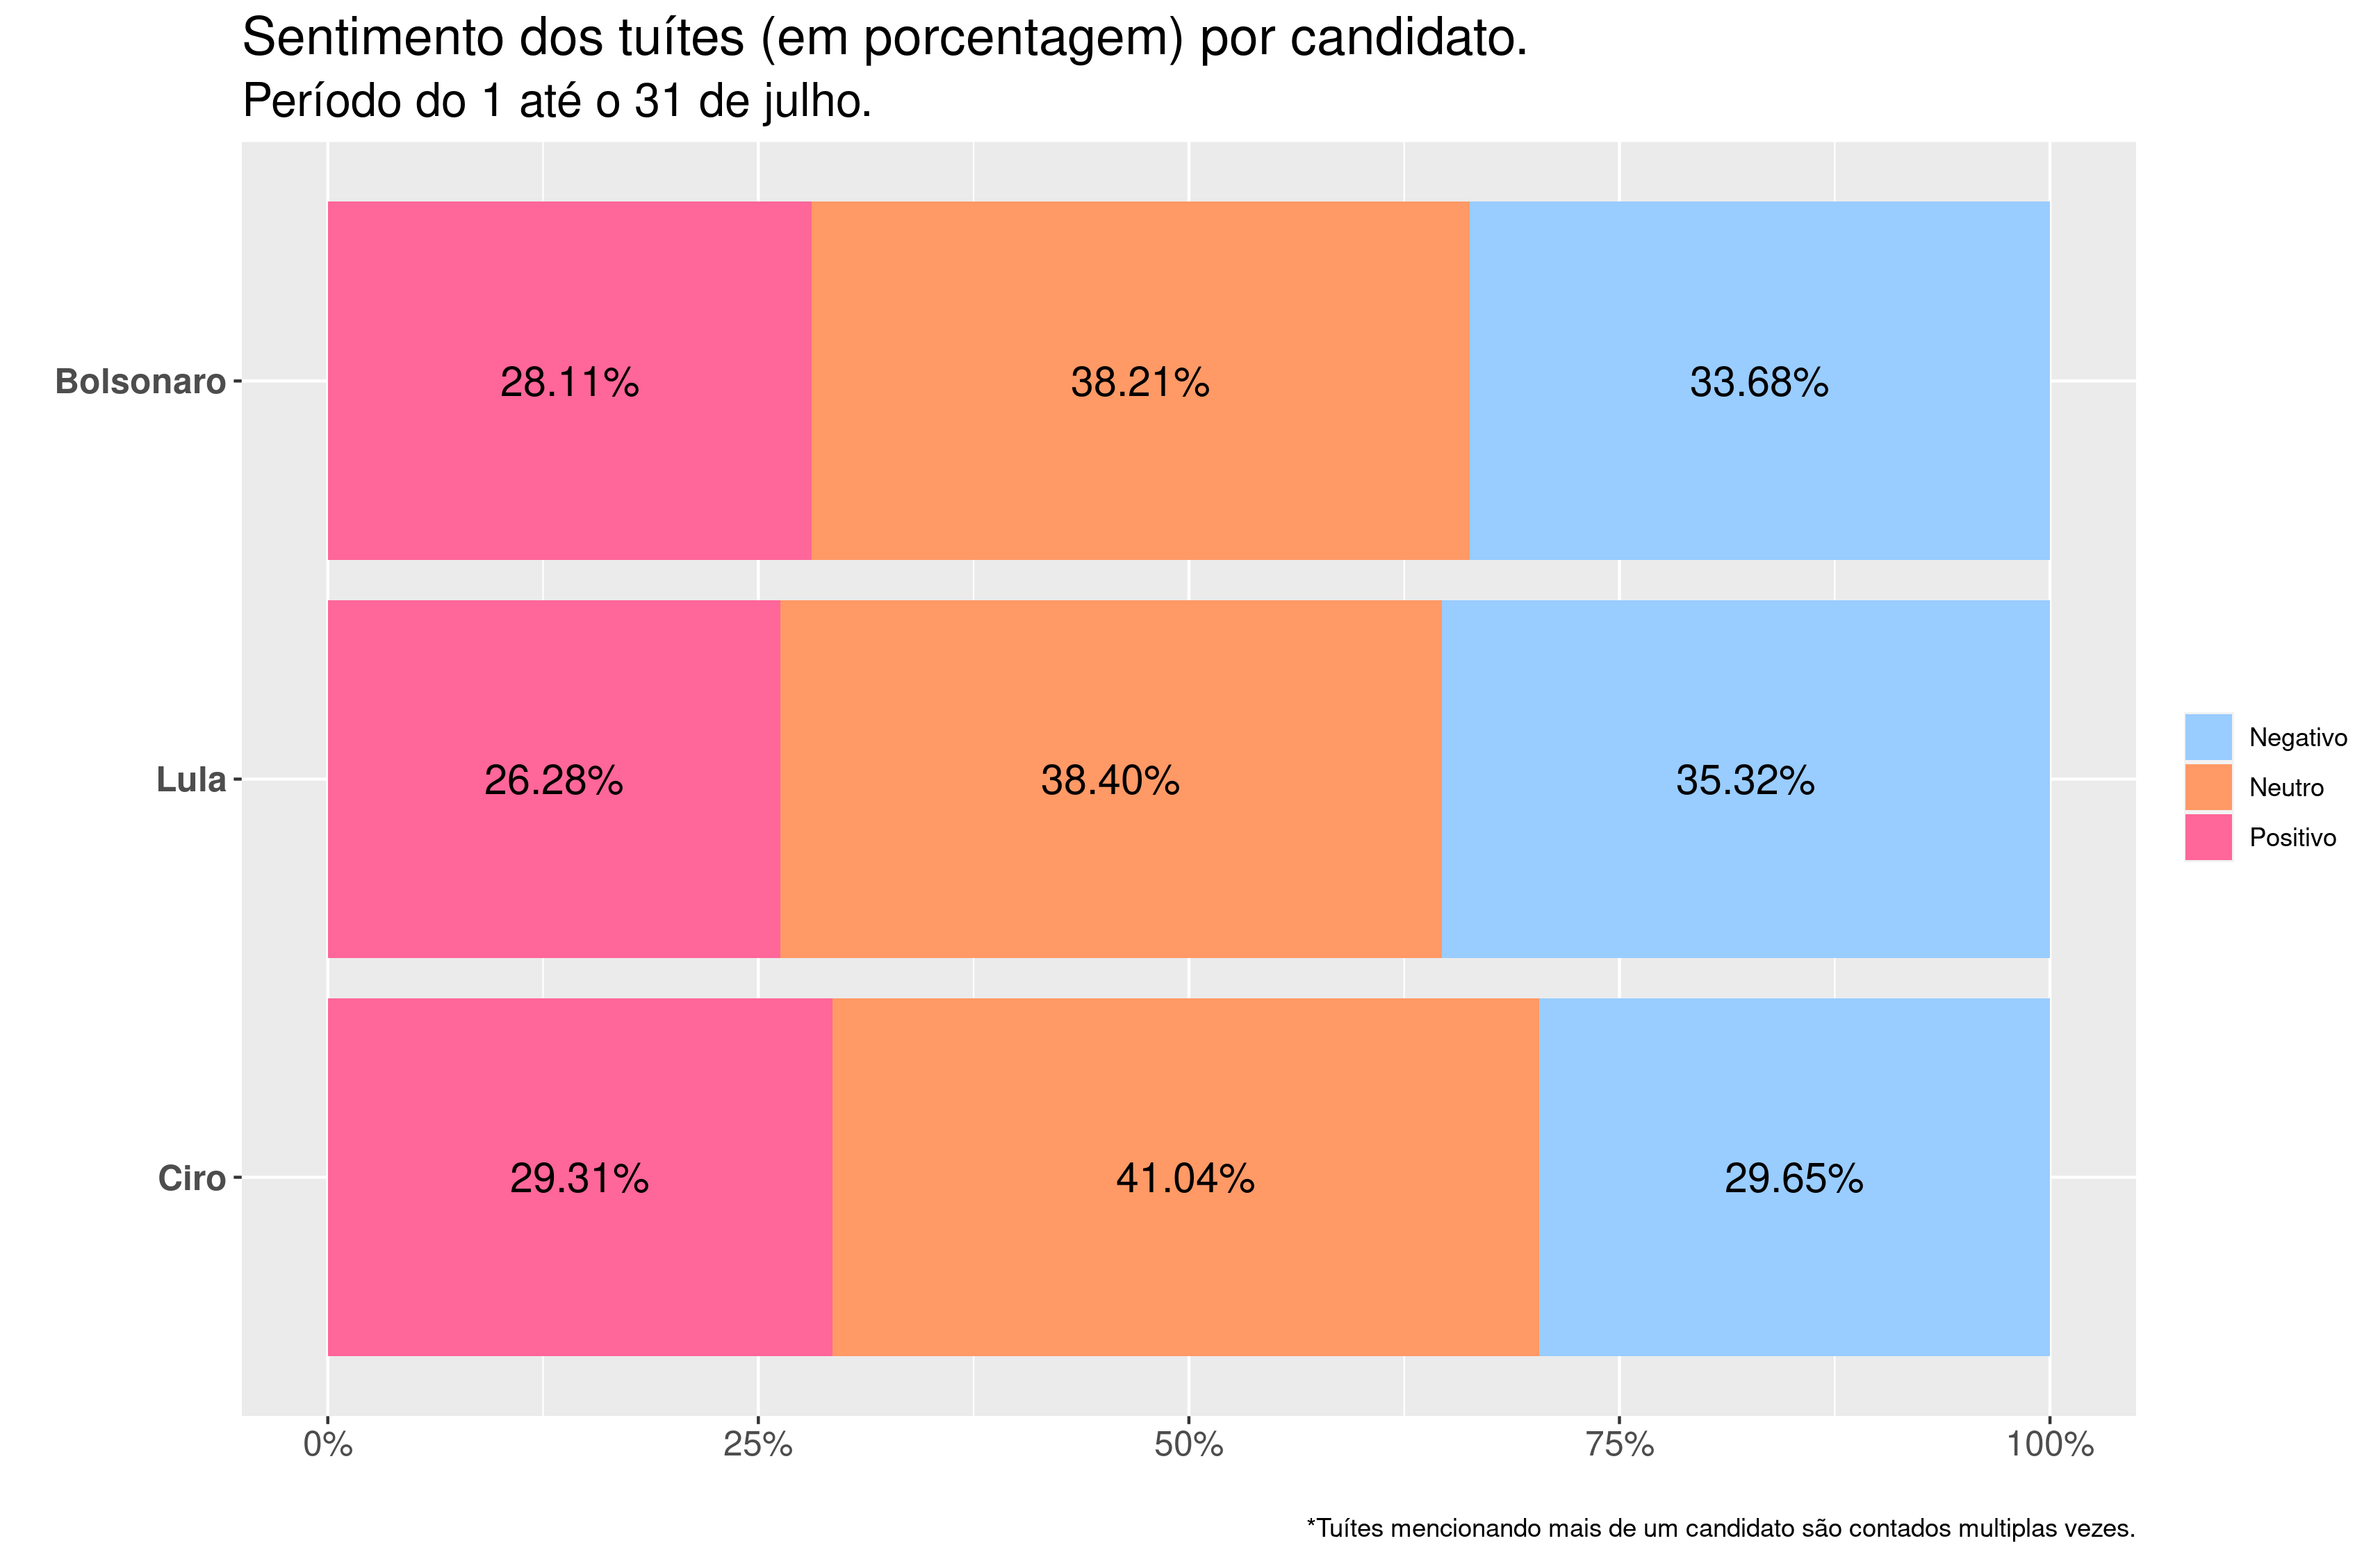 Sentimento dos tuítes (em porcentagem) por candidato.
Período do 1 até o 31 de julho.
Bolsonaro
28.11%
38.21%
33.68%
Lula
26.28%
38.40%
35.32%
Ciro
29.31%
41.04%
29.65%
Negativo
Neutro
Positivo
0%
25%
50%
75%
100%
*Tuítes mencionando mais de um candidato são contados multiplas vezes.